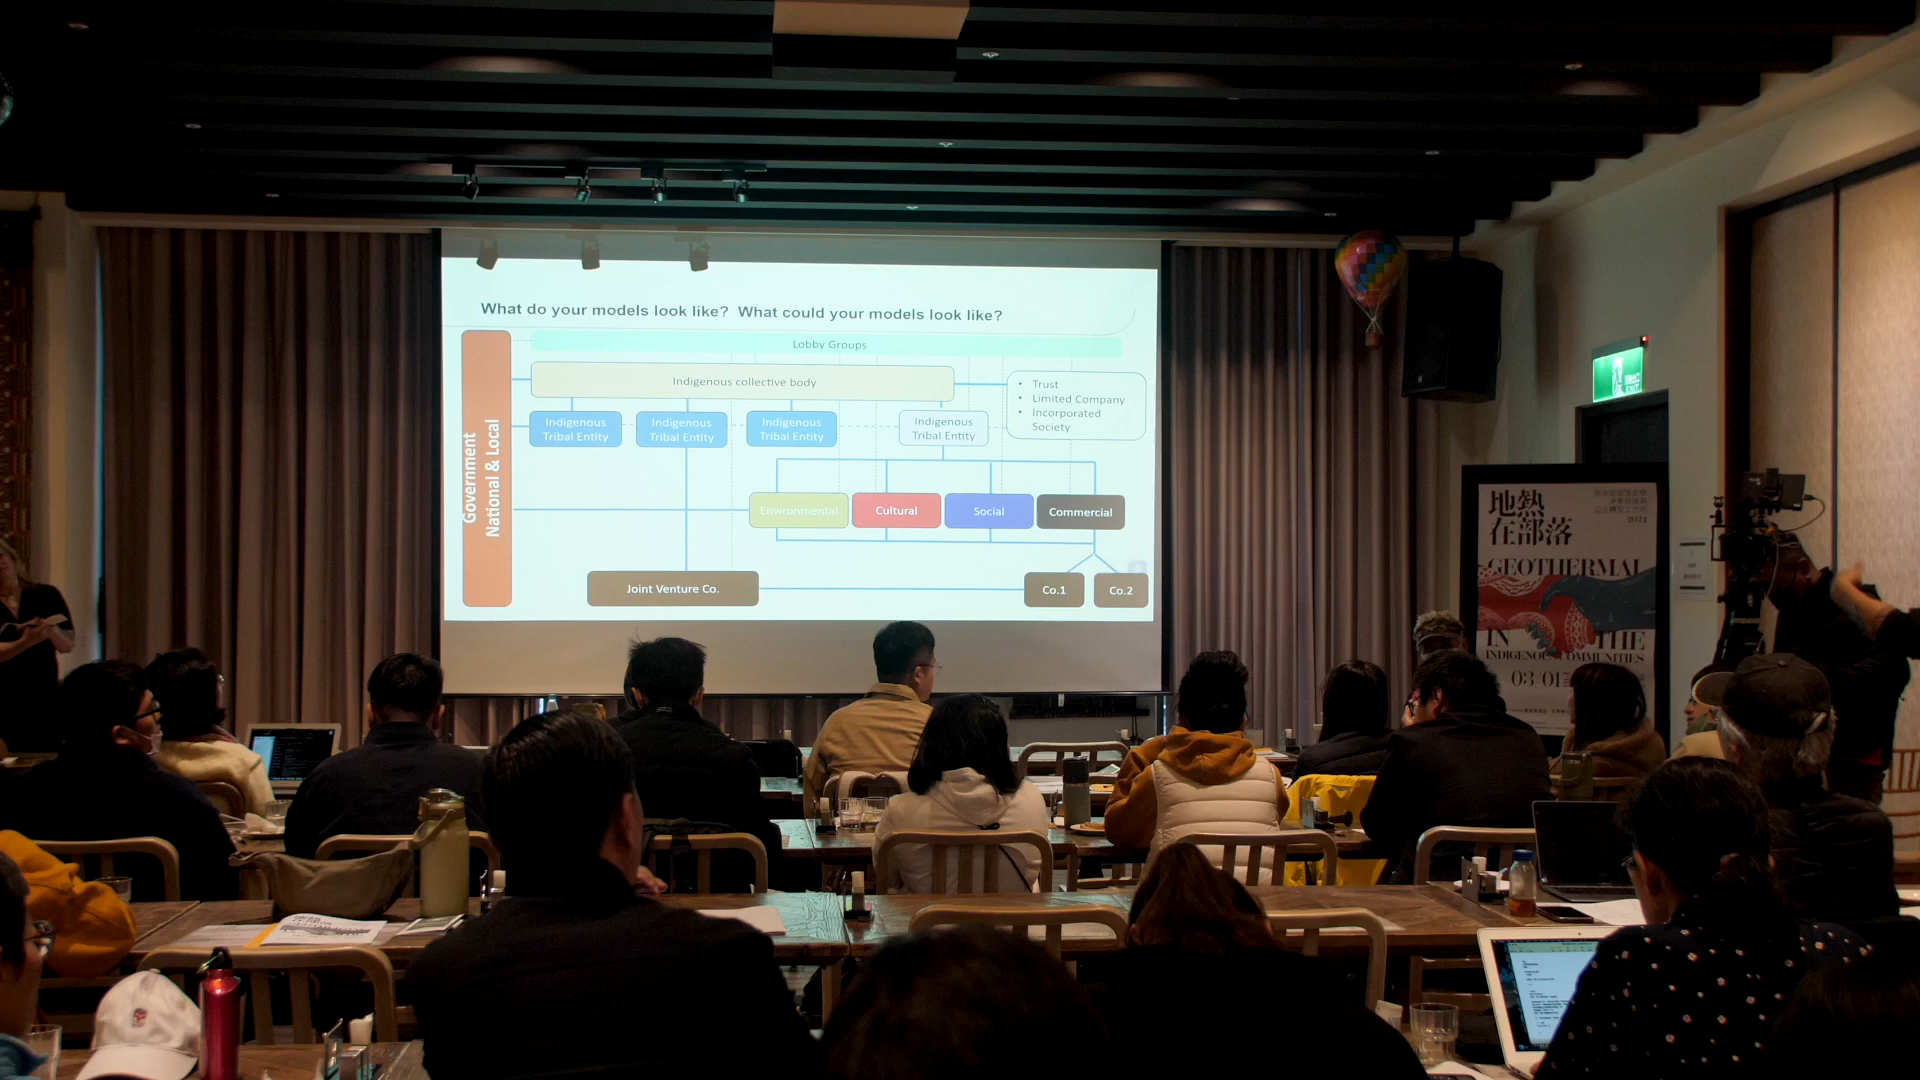 What do your models look like?  What could your models look like?
Lobby Groups
Government
National & Local
Indigenous collective body
• Trust
• Limited Company
• Incorporated
Society
Indigenous
Tribal Entity
Indigenous
Tribal Entity
Indigenous
Tribal Entity
Indigenous
Tribal Entity
Environmental
Cultural
Social
Commercial
Joint Venture Co.
Co.1
Co.2
地熱
在部落
2024
GEOTHERMAL
IN THE
INDIGENOUS COMMUNITIES
03/01